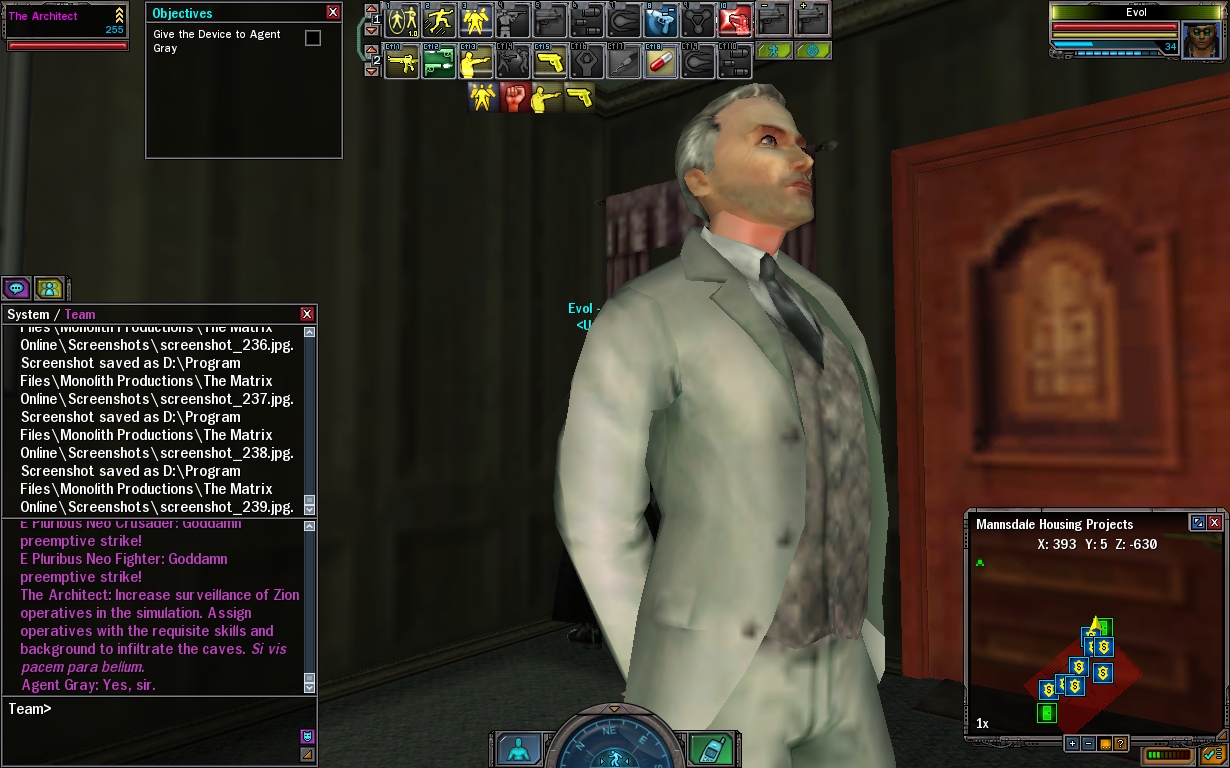 The Architect
255
Objectives
Give the Device to Agent
Gray
1
2
Evol
34
System / Team
Files\Monolith Productions\The Matrix
Online\Screenshots\screenshot_236.jpg.
Screenshot saved as D:\Program
Files\Monolith Productions\The Matrix
Online\Screenshots\screenshot_237.jpg.
Screenshot saved as D:\Program
Files\Monolith Productions\The Matrix
Online\Screenshots\screenshot_238.jpg.
Screenshot saved as D:\Program
Files\Monolith Productions\The Matrix
Online\Screenshots\screenshot_239.jpg.
E Pluribus Neo Crusader: Goddamn
preemptive strike!
E Pluribus Neo Fighter: Goddamn
preemptive strike!
The Architect: Increase surveillance of Zion
operatives in the simulation. Assign
operatives with the requisite skills and
background to infiltrate the caves. Si vis
pacem para bellum.
Agent Gray: Yes, sir.
Team>
Evol -
<U
N
NE
E
Mannsdale Housing Projects
X: 393 Y: 5 Z: -630
1x